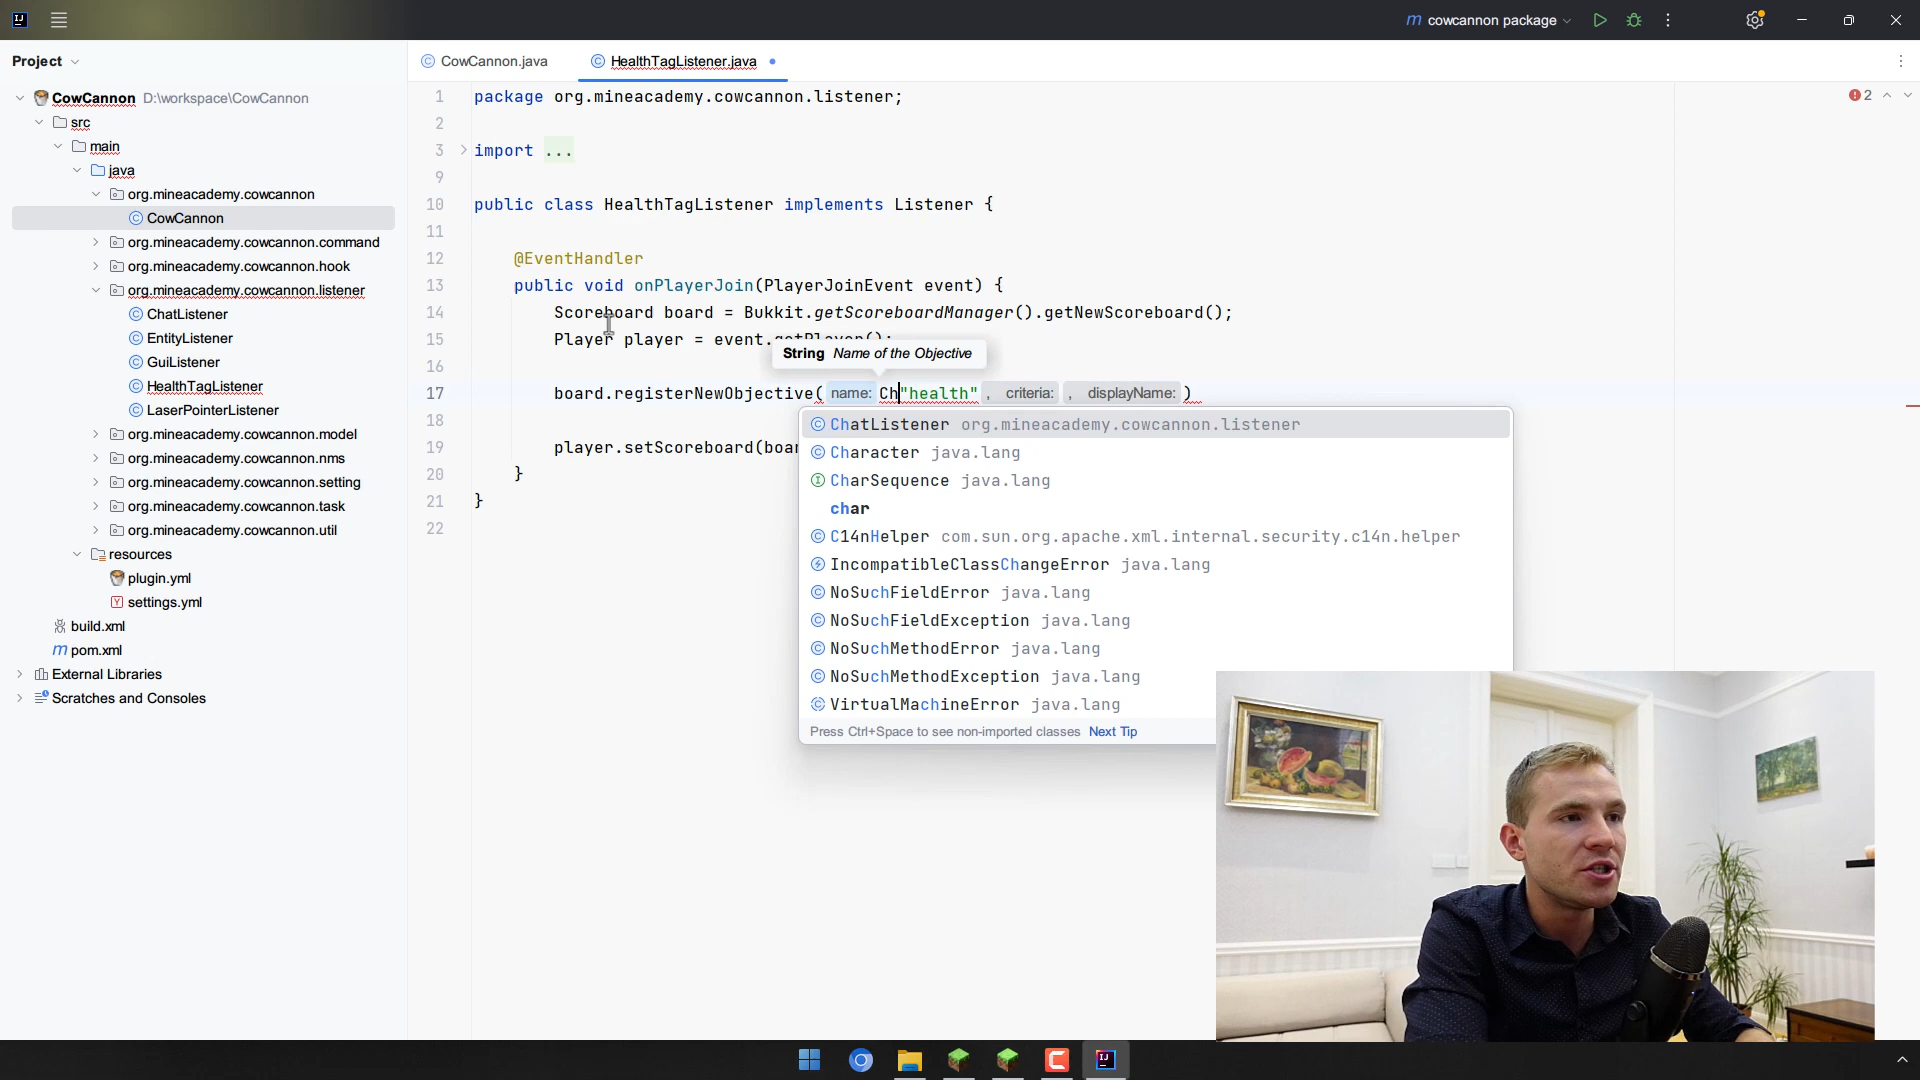 cowcannon package
Project
CowCannon D:\workspace\CowCannon
src
main
java
org.mineacademy.cowcannon
CowCannon
org.mineacademy.cowcannon.command
org.mineacademy.cowcannon.hook
org.mineacademy.cowcannon.listener
ChatListener
EntityListener
GuiListener
HealthTagListener
LaserPointerListener
org.mineacademy.cowcannon.model
org.mineacademy.cowcannon.nms
org.mineacademy.cowcannon.setting
org.mineacademy.cowcannon.task
org.mineacademy.cowcannon.util
resources
plugin.yml
settings.yml
build.xml
pom.xml
External Libraries
Scratches and Consoles
CowCannon.java HealthTagListener.java
2
1 package org.mineacademy.cowcannon.listener;
2
3 import ...
9
10 public class HealthTagListener implements Listener {
11
12 @EventHandler
13 public void onPlayerJoin(PlayerJoinEvent event) {
14 Scoreboard board = Bukkit.getScoreboardManager().getNewScoreboard();
15 Player player = event.getPlayer();
String Name of the Objective
16
17 board.registerNewObjective( name: Ch"health" , criteria: , displayName: )
18
19 player.setScoreboard(boar
20 }
21 }
22
ChatListener org.mineacademy.cowcannon.listener
Character java.lang
CharSequence java.lang
char
C14nHelper com.sun.org.apache.xml.internal.security.c14n.helper
IncompatibleClassChangeError java.lang
NoSuchFieldError java.lang
NoSuchFieldException java.lang
NoSuchMethodError java.lang
NoSuchMethodException java.lang
VirtualMachineError java.lang
Press Ctrl+Space to see non-imported classes Next Tip